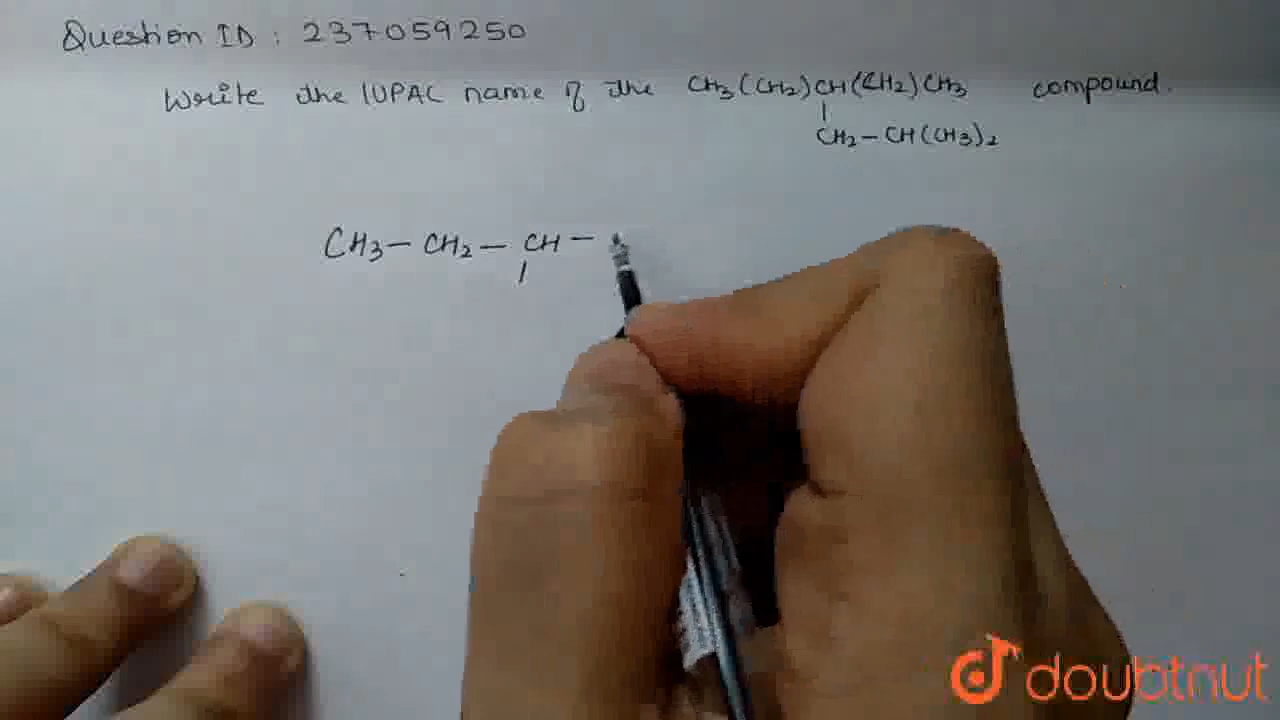 Question ID : 237059250
Write the IUPAC name of the CH3(CH2)CH(CH2)CH3 compound.
|
CH2-CH(CH3)2
CH3-CH2-CH-
|
doubtnut